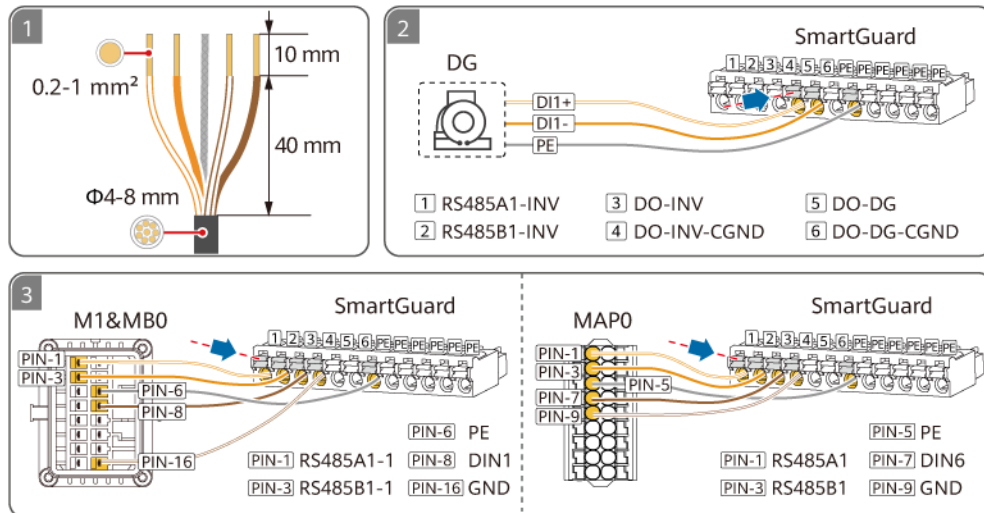 1
10 mm
0.2-1 mm²
40 mm
Φ4-8 mm
2
SmartGuard
DG
1 2 3 4 5 6 PE PE PE PE PE PE
DI1+
DI1-
PE
1 RS485A1-INV 3 DO-INV 5 DO-DG
2 RS485B1-INV 4 DO-INV-CGND 6 DO-DG-CGND
3
M1&MB0
SmartGuard
1 2 3 4 5 6 PE PE PE PE PE PE
PIN-1
PIN-3
PIN-6
PIN-8
PIN-16
PIN-6 PE
PIN-1 RS485A1-1 PIN-8 DIN1
PIN-3 RS485B1-1 PIN-16 GND
MAP0
SmartGuard
1 2 3 4 5 6 PE PE PE PE PE PE
PIN-1
PIN-3
PIN-5
PIN-7
PIN-9
PIN-5 PE
PIN-1 RS485A1 PIN-7 DIN6
PIN-3 RS485B1 PIN-9 GND